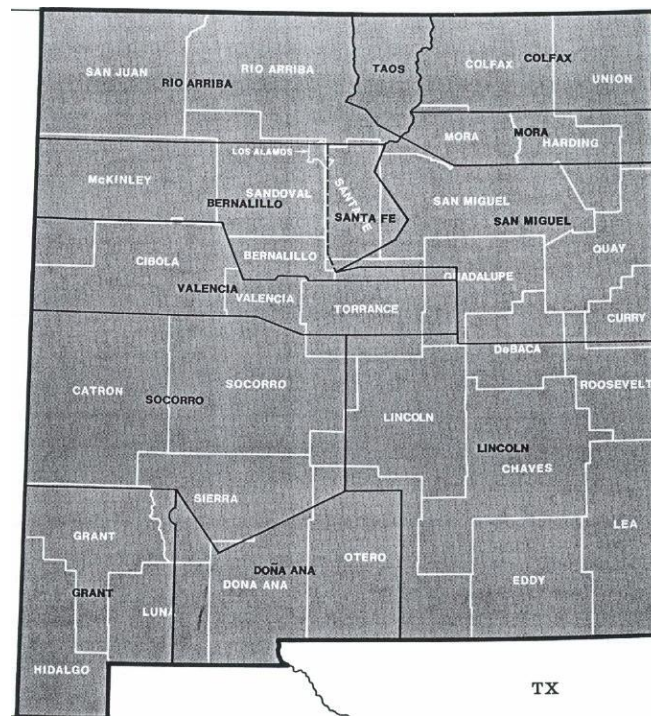 SAN JUAN
RIO ARRIBA
RIO ARRIBA
TAOS
COLFAX
COLFAX
UNION
LOS ALAMOS
MORA
MORA
HARDING
McKINLEY
SANDOVAL
BERNALILLO
SANTA FE
SANTA FE
SAN MIGUEL
SAN MIGUEL
CIBOLA
BERNALILLO
VALENCIA
VALENCIA
TORRANCE
GUADALUPE
QUAY
CURRY
DeBACA
CATRON
SOCORRO
SOCORRO
LINCOLN
ROOSEVELT
LINCOLN
CHAVES
GRANT
SIERRA
LEA
OTERO
DOÑA ANA
DONA ANA
GRANT
LUNA
EDDY
HIDALGO
TX